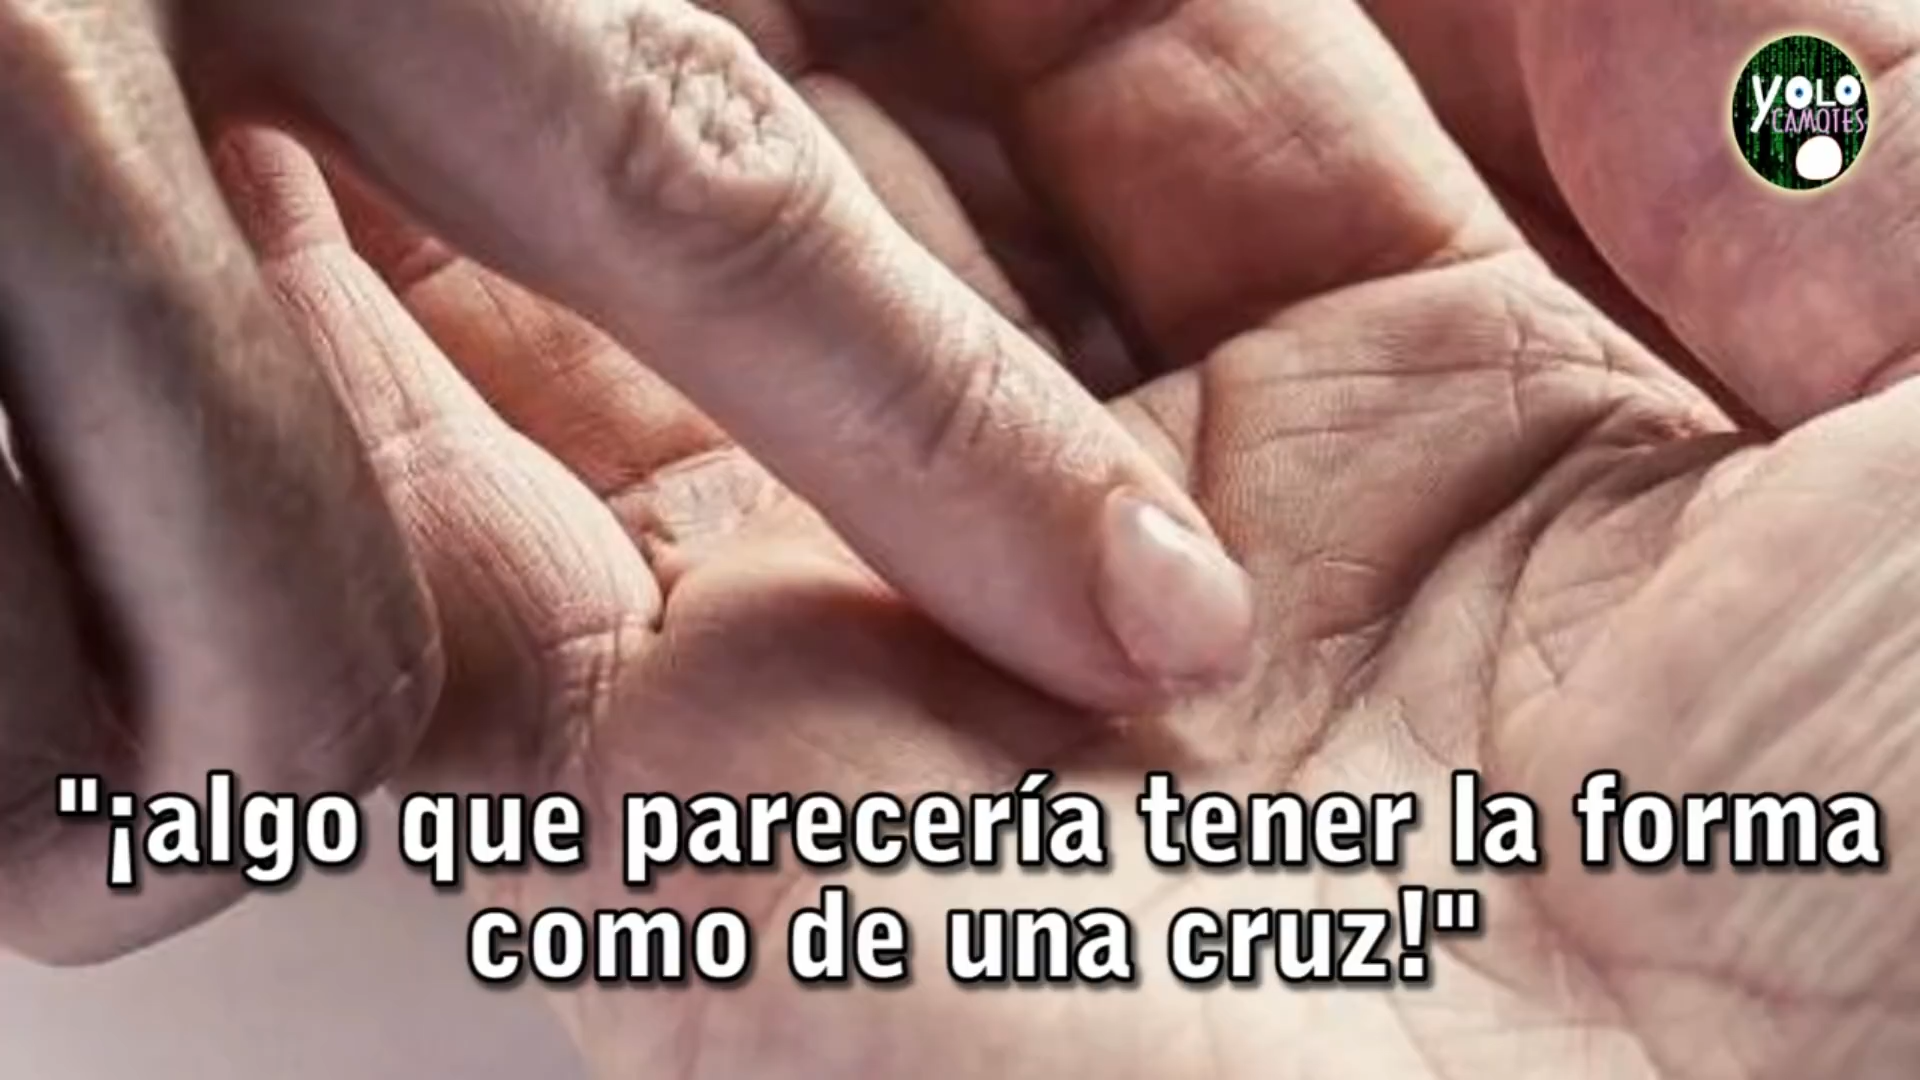 YOLO
CAMOTES
"¡algo que parecería tener la forma
como de una cruz!"